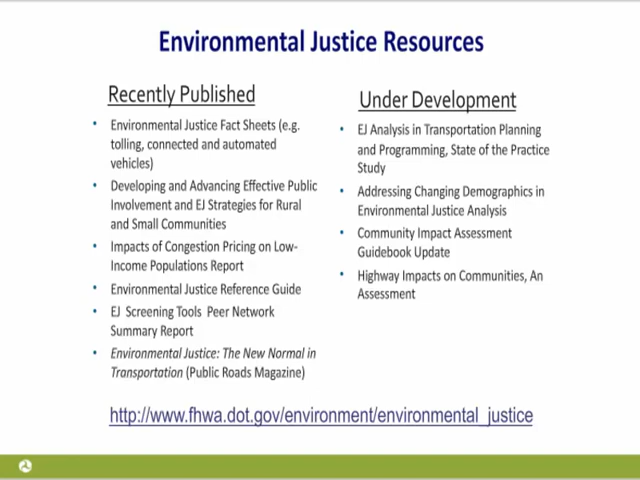 Environmental Justice Resources
Recently Published
• Environmental Justice Fact Sheets (e.g.
tolling, connected and automated
vehicles)
• Developing and Advancing Effective Public
Involvement and EJ Strategies for Rural
and Small Communities
• Impacts of Congestion Pricing on Low-
Income Populations Report
• Environmental Justice Reference Guide
• EJ Screening Tools Peer Network
Summary Report
• Environmental Justice: The New Normal in
Transportation (Public Roads Magazine)
Under Development
• EJ Analysis in Transportation Planning
and Programming, State of the Practice
Study
• Addressing Changing Demographics in
Environmental Justice Analysis
• Community Impact Assessment
Guidebook Update
• Highway Impacts on Communities, An
Assessment
http://www.fhwa.dot.gov/environment/environmental_justice